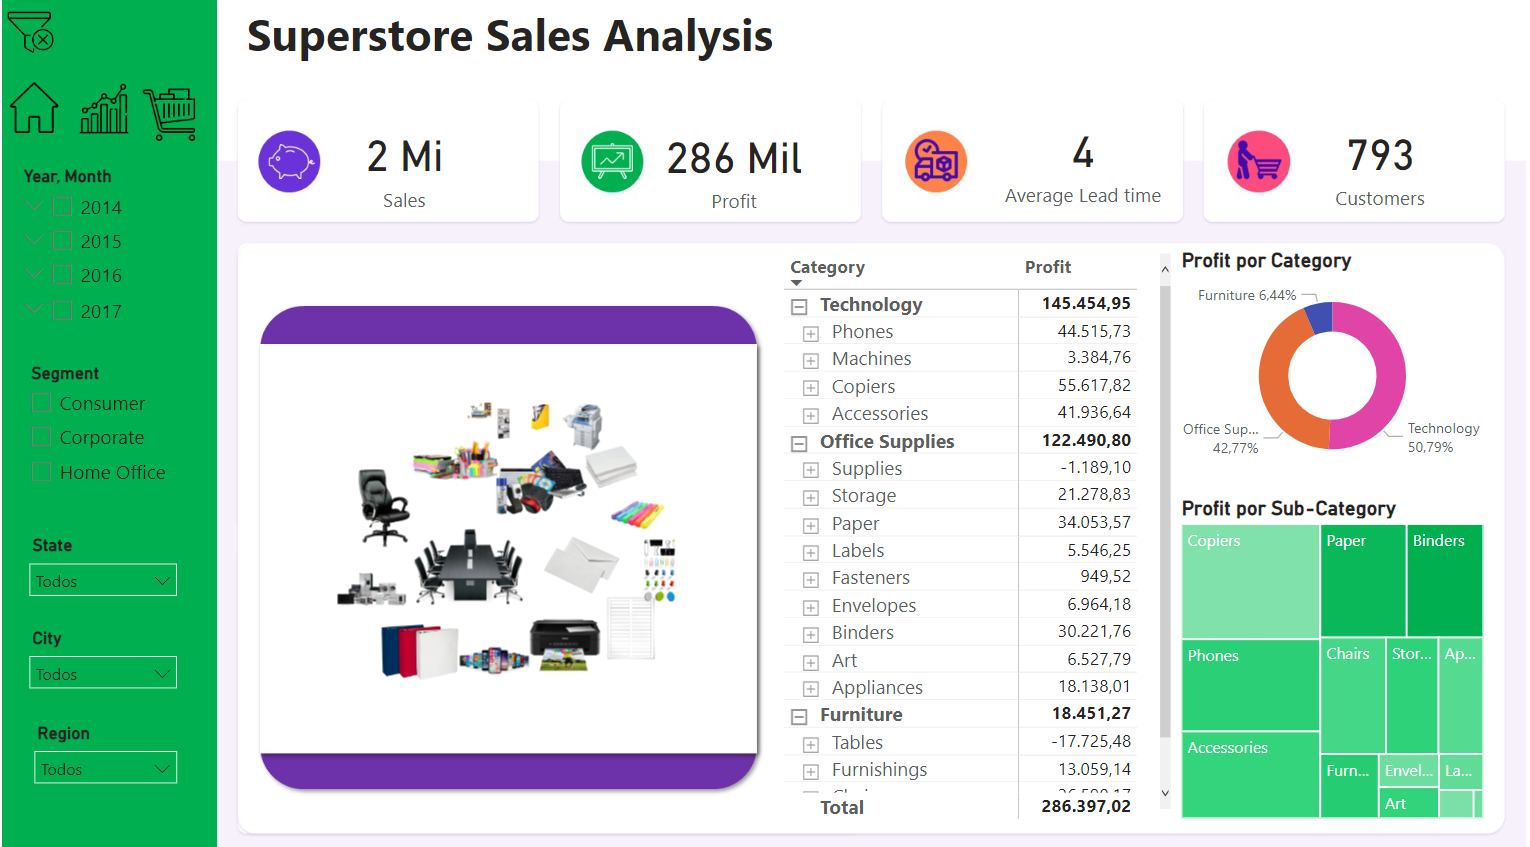 Superstore Sales Analysis
Year, Month
2014
2015
2016
2017
Segment
Consumer
Corporate
Home Office
State
Todos
City
Todos
Region
Todos
2 Mi
Sales
286 Mil
Profit
4
Average Lead time
793
Customers
Category Profit
Technology 145.454,95
Phones 44.515,73
Machines 3.384,76
Copiers 55.617,82
Accessories 41.936,64
Office Supplies 122.490,80
Supplies -1.189,10
Storage 21.278,83
Paper 34.053,57
Labels 5.546,25
Fasteners 949,52
Envelopes 6.964,18
Binders 30.221,76
Art 6.527,79
Appliances 18.138,01
Furniture 18.451,27
Tables -17.725,48
Furnishings 13.059,14
Total 286.397,02
Profit por Category
Furniture 6,44%
Office Sup...
42,77%
Technology
50,79%
Profit por Sub-Category
Copiers
Paper
Binders
Phones
Chairs
Stor...
Ap...
Accessories
Furn...
Envel...
La...
Art